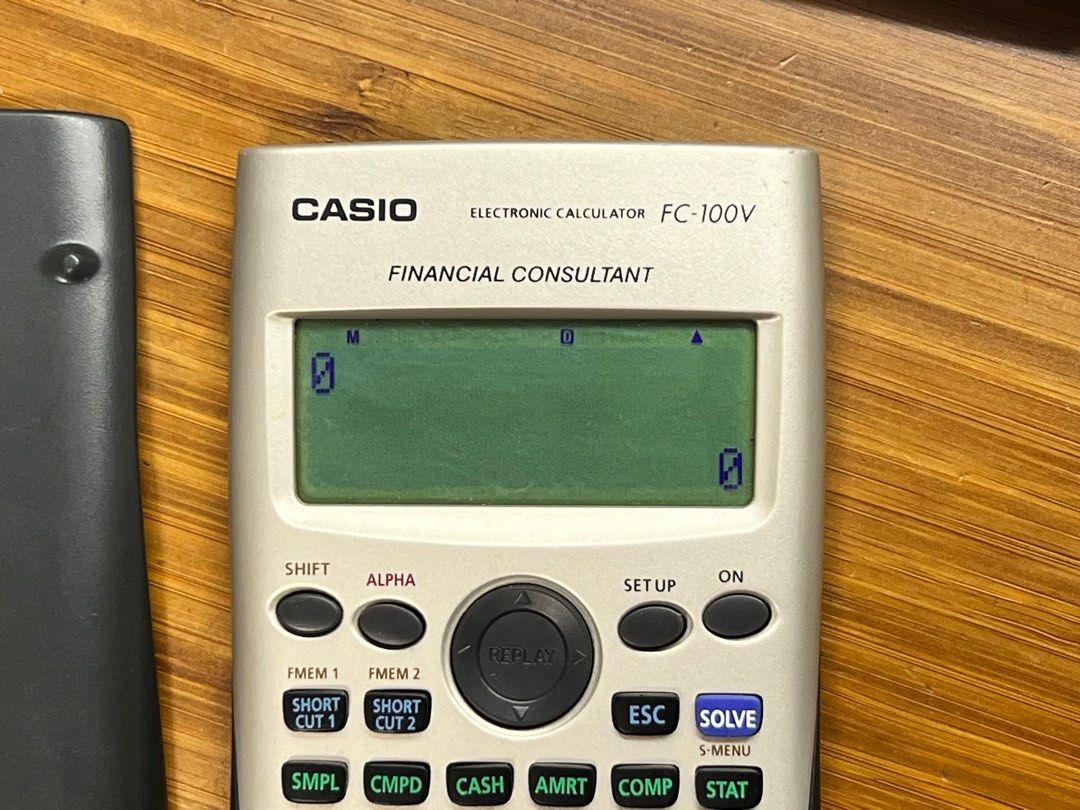 CASIO ELECTRONIC CALCULATOR FC-100V
FINANCIAL CONSULTANT
M D ▲
0
0
SHIFT ALPHA SET UP ON
REPLAY
FMEM 1 FMEM 2
SHORT CUT 1 SHORT CUT 2 ESC SOLVE
S-MENU
SMPL CMPD CASH AMRT COMP STAT